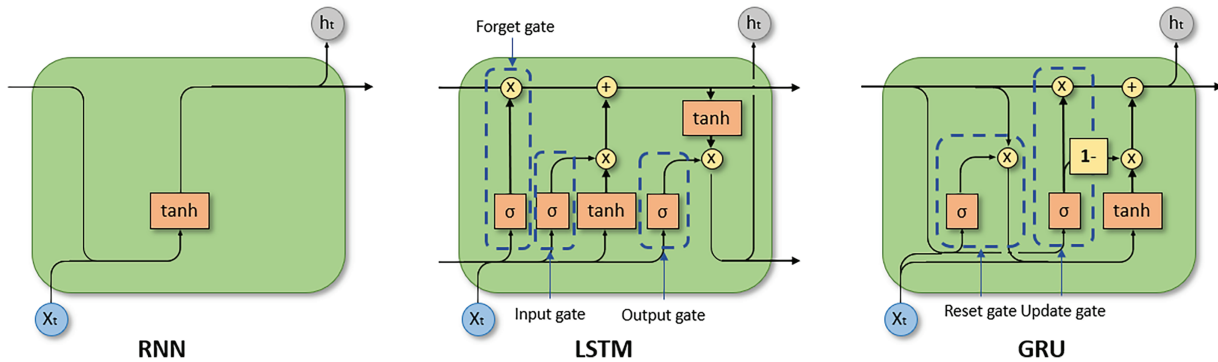 hₜ
tanh
Xₜ
RNN
Forget gate
hₜ
x
+
tanh
x
x
σ
σ
tanh
σ
Xₜ
Input gate
Output gate
LSTM
hₜ
x
+
x
1-
x
σ
σ
tanh
Xₜ
Reset gate Update gate
GRU